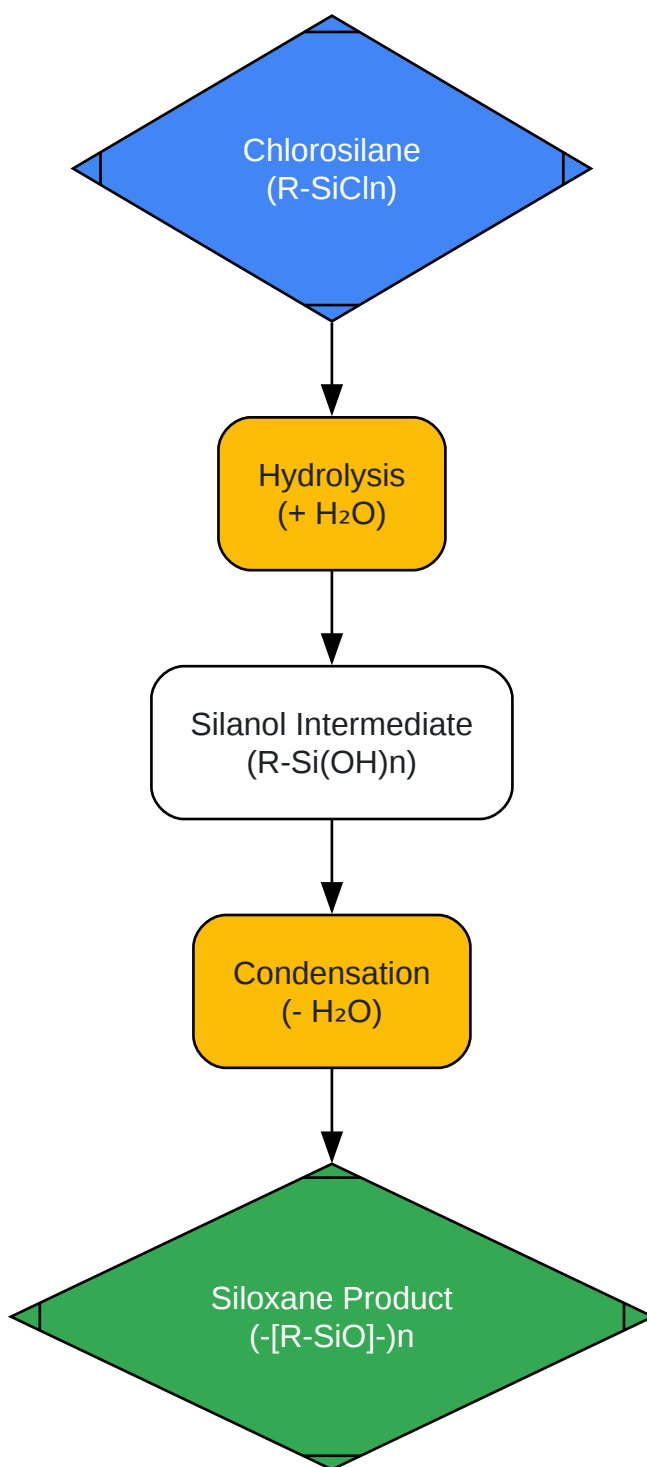 Chlorosilane
(R-SiCln)
Hydrolysis
(+ H₂O)
Silanol Intermediate
(R-Si(OH)n)
Condensation
(- H₂O)
Siloxane Product
(-[R-SiO]-)n